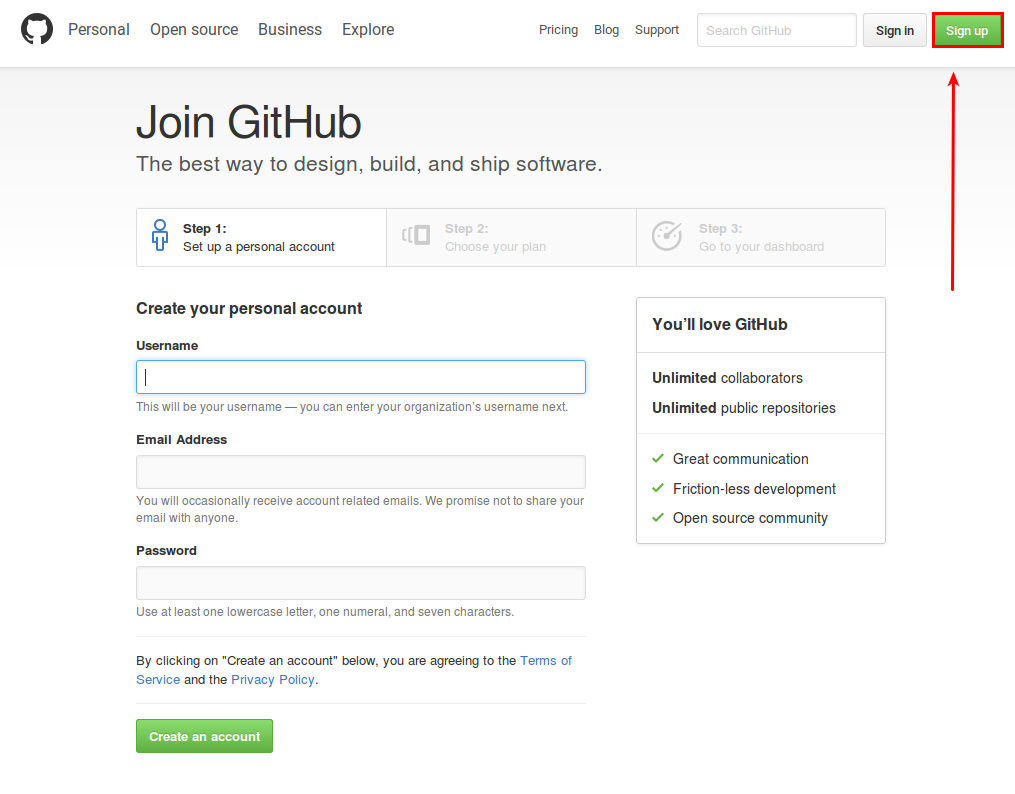 Personal Open source Business Explore Pricing Blog Support Search GitHub Sign in Sign up
Join GitHub
The best way to design, build, and ship software.
Step 1:
Set up a personal account
Step 2:
Choose your plan
Step 3:
Go to your dashboard
Create your personal account
Username
This will be your username — you can enter your organization’s username next.
Email Address
You will occasionally receive account related emails. We promise not to share your
email with anyone.
Password
Use at least one lowercase letter, one numeral, and seven characters.
By clicking on "Create an account" below, you are agreeing to the Terms of
Service and the Privacy Policy.
Create an account
You’ll love GitHub
Unlimited collaborators
Unlimited public repositories
Great communication
Friction-less development
Open source community